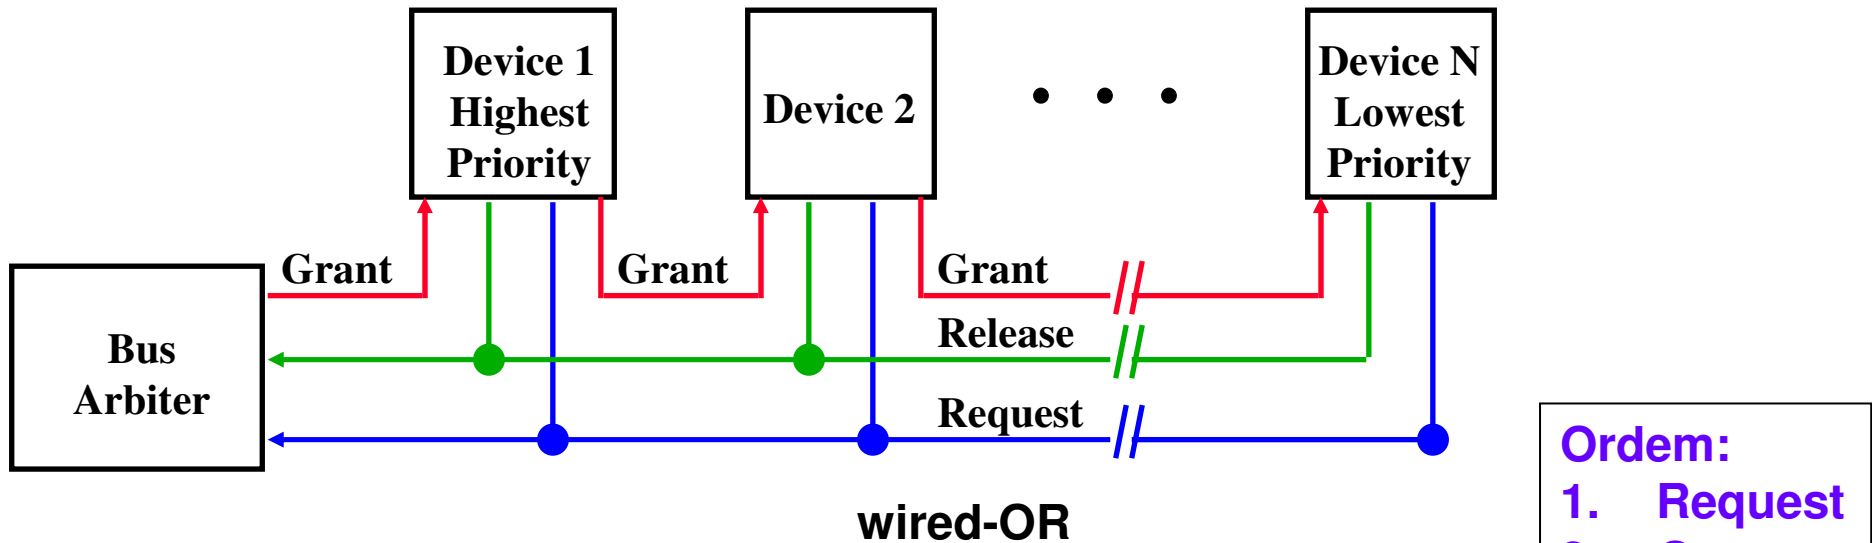 Device 1
Highest
Priority
Device 2
Device N
Lowest
Priority
Grant
Grant
Grant
Bus
Arbiter
Release
Request
wired-OR
Ordem:
1. Request